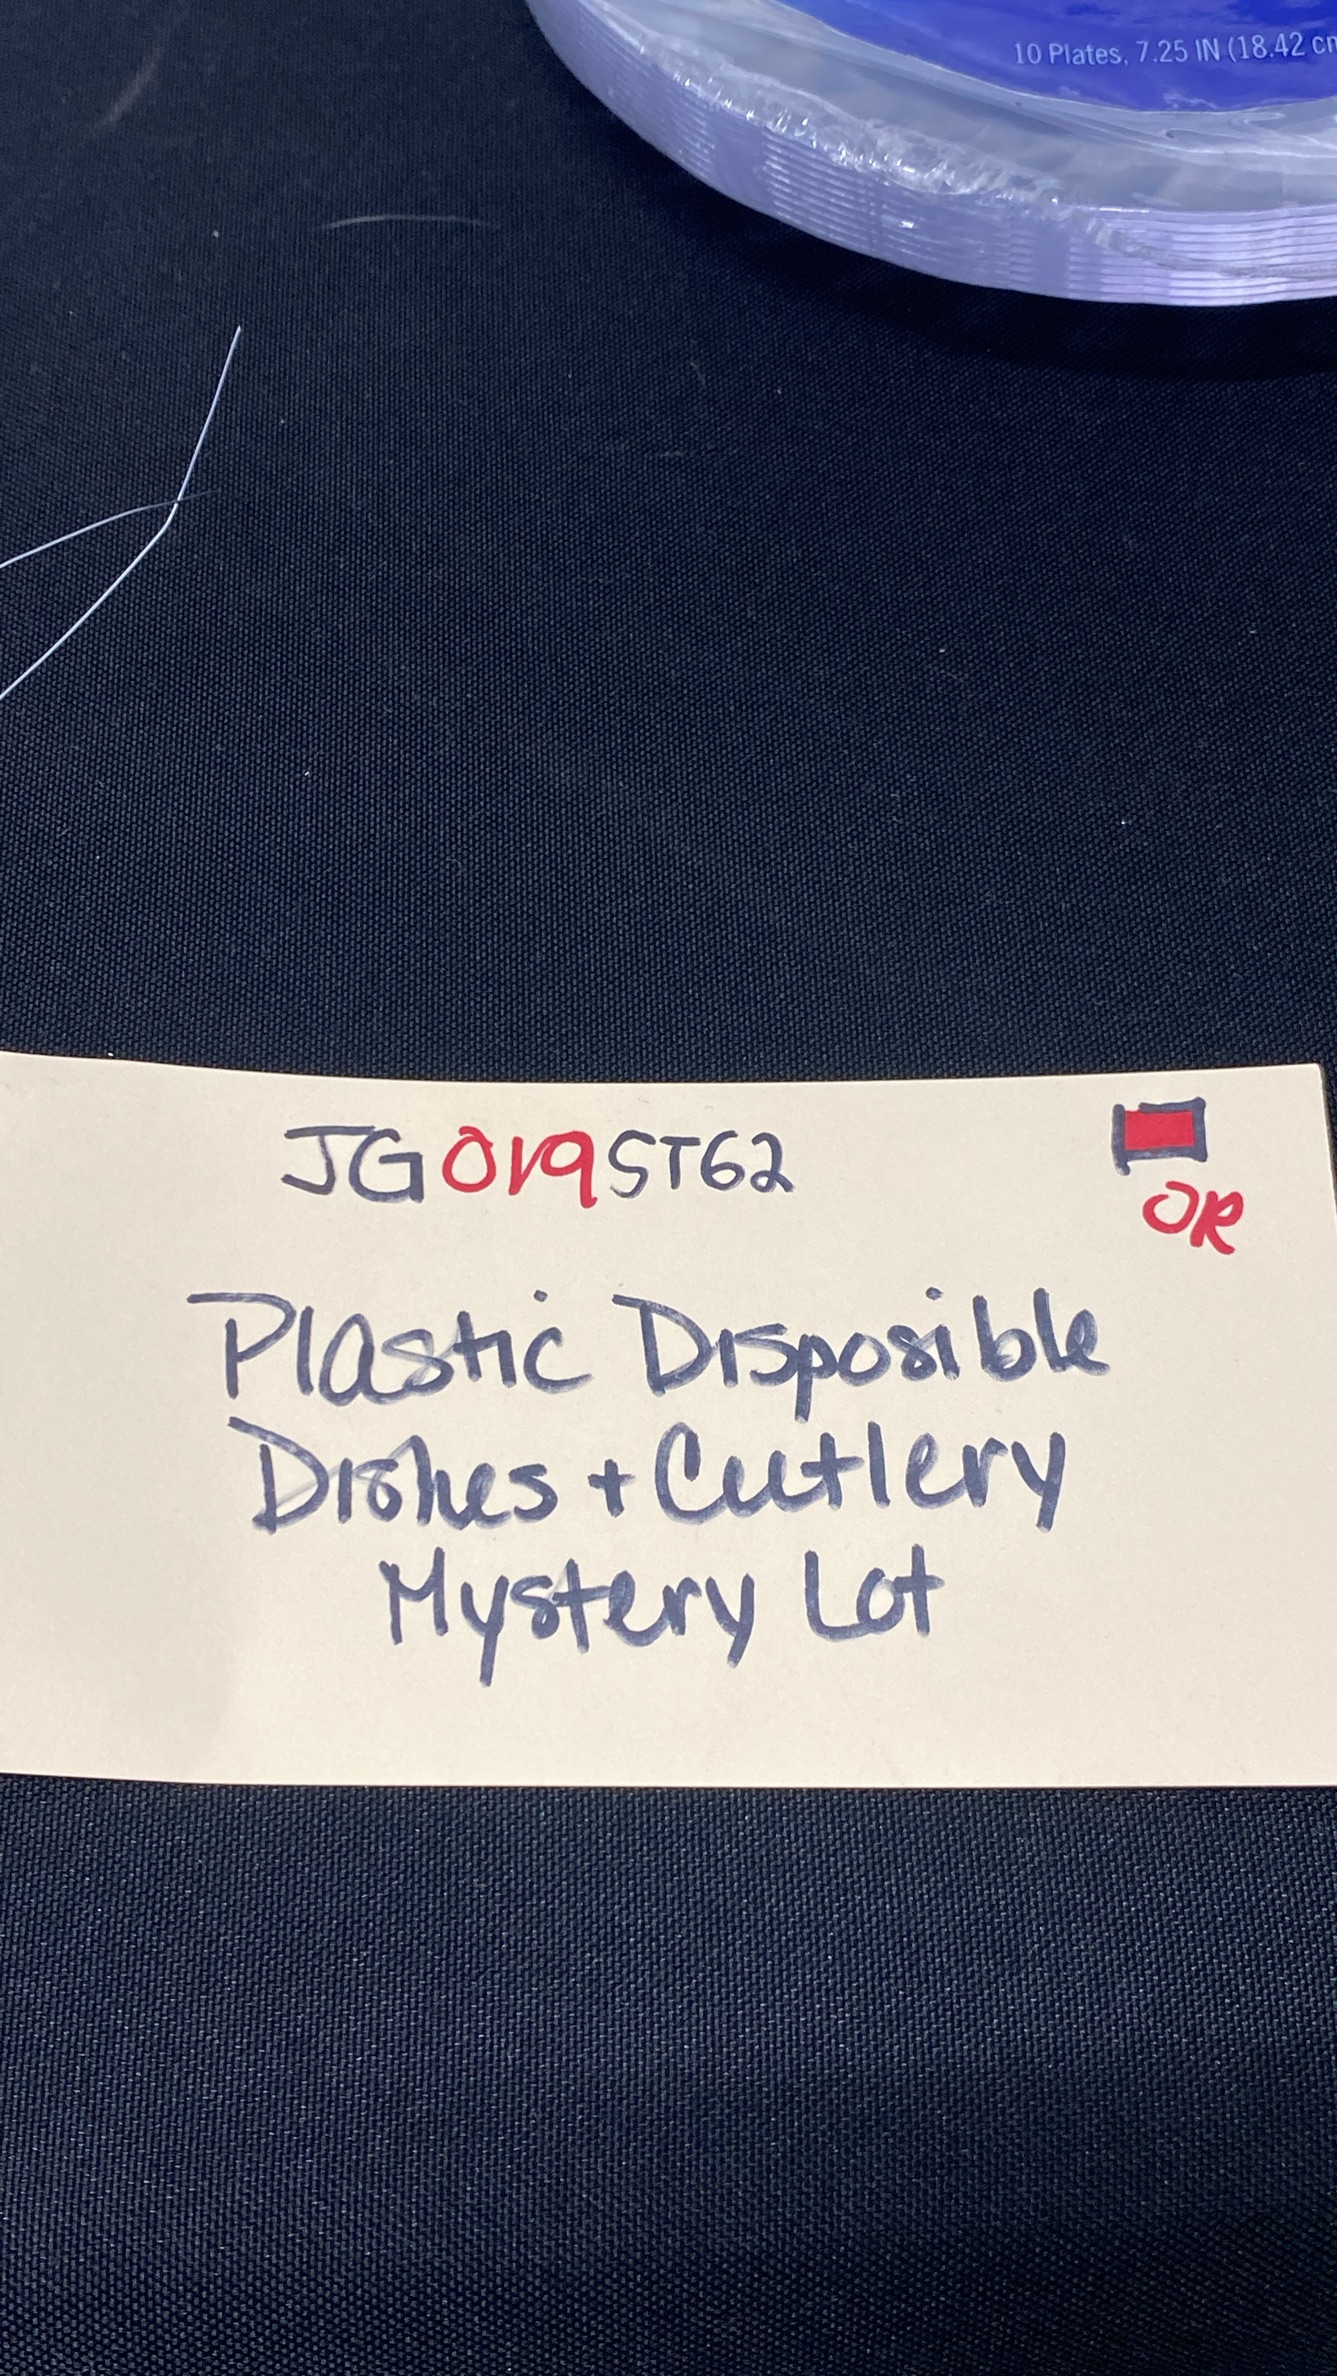 10 Plates, 7.25 IN (18.42 cm
JG019ST62
OR
Plastic Disposible
Dishes + Cutlery
Mystery Lot